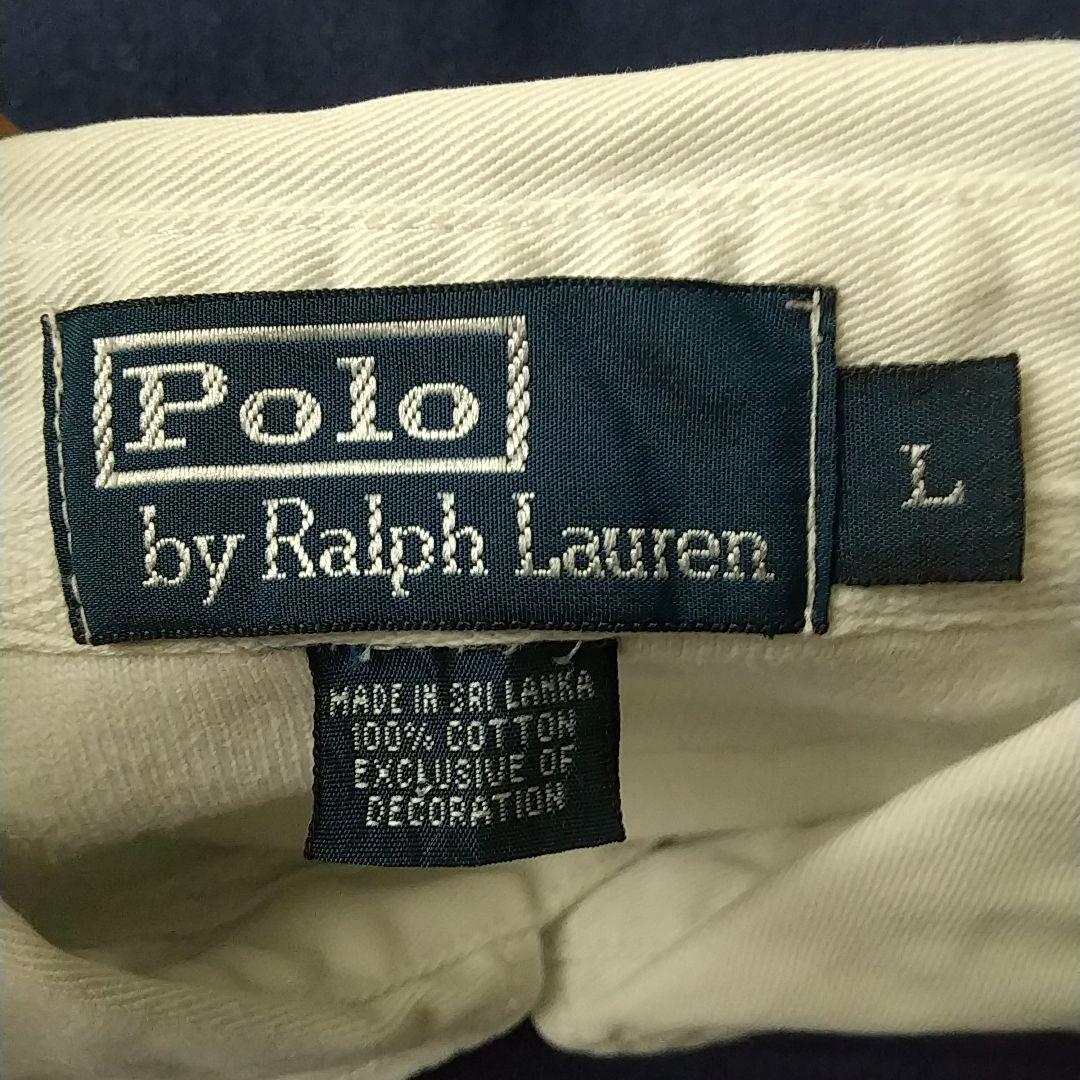 Polo
by Ralph Lauren
L
MADE IN SRI LANKA
100% COTTON
EXCLUSIVE OF
DECORATION